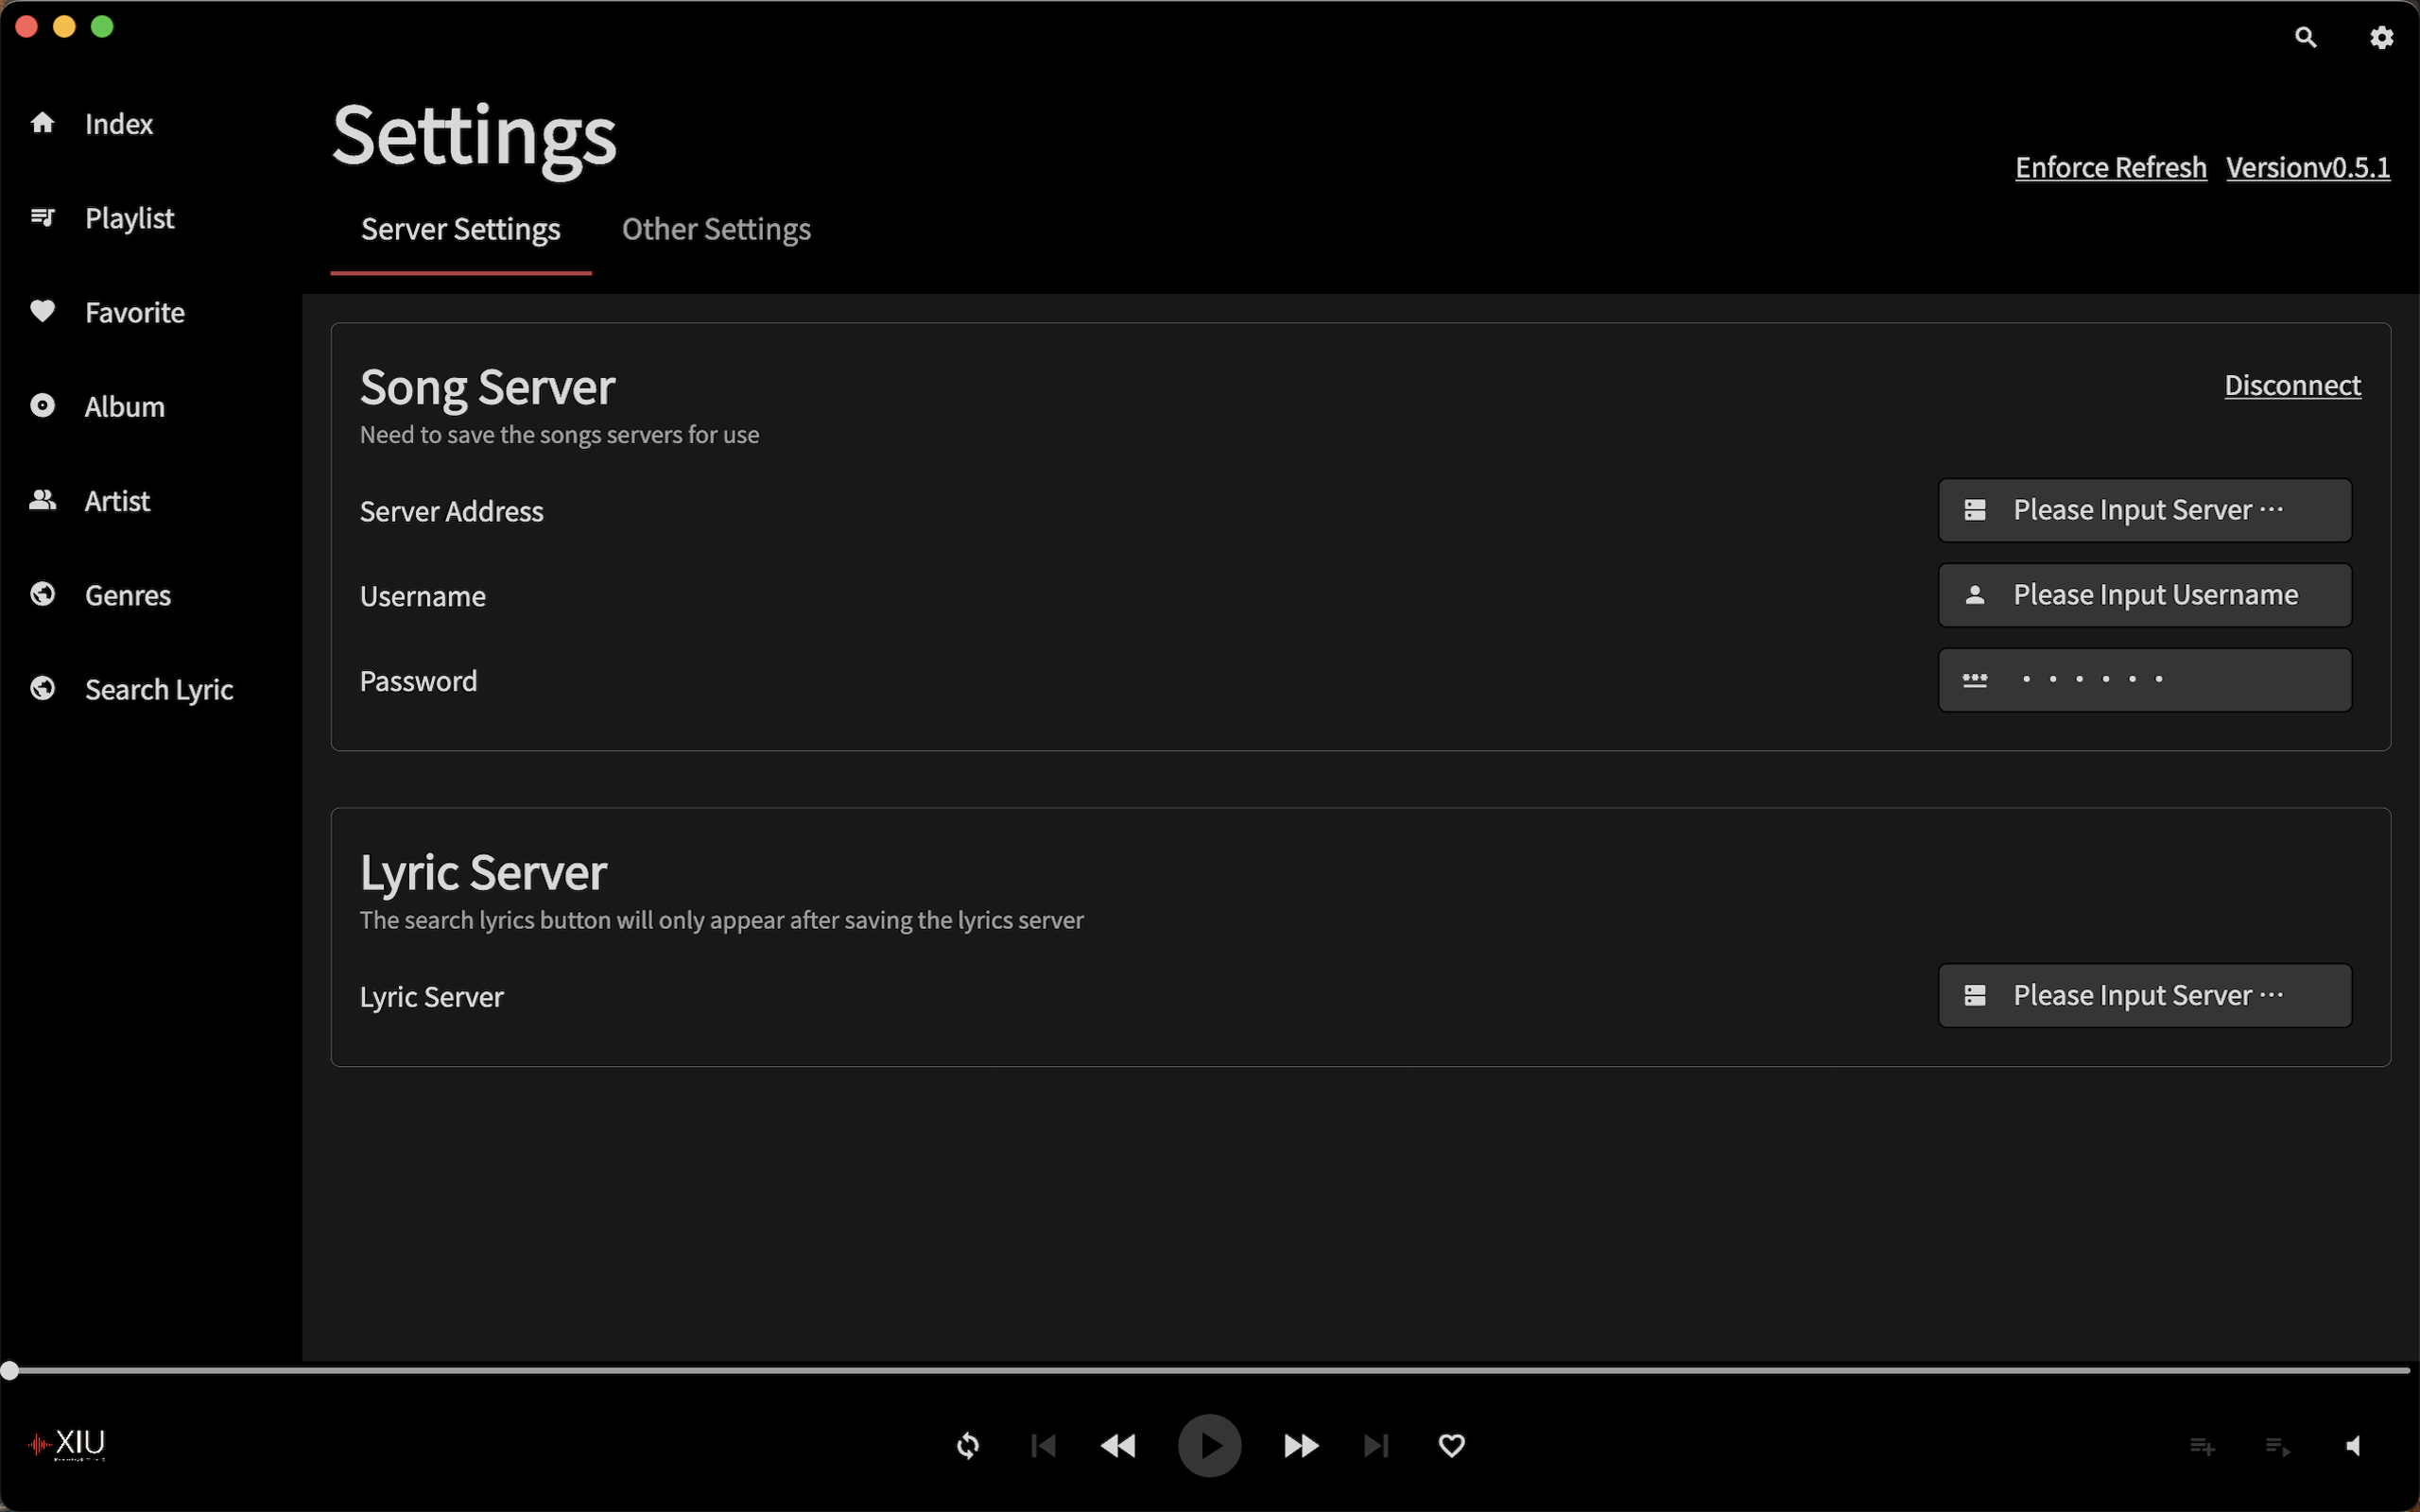 Index
Playlist
Favorite
Album
Artist
Genres
Search Lyric
Settings
Enforce Refresh Versionv0.5.1
Server Settings Other Settings
Song Server
Disconnect
Need to save the songs servers for use
Server Address
Please Input Server ···
Username
Please Input Username
Password
Lyric Server
The search lyrics button will only appear after saving the lyrics server
Lyric Server
Please Input Server ···
XIU